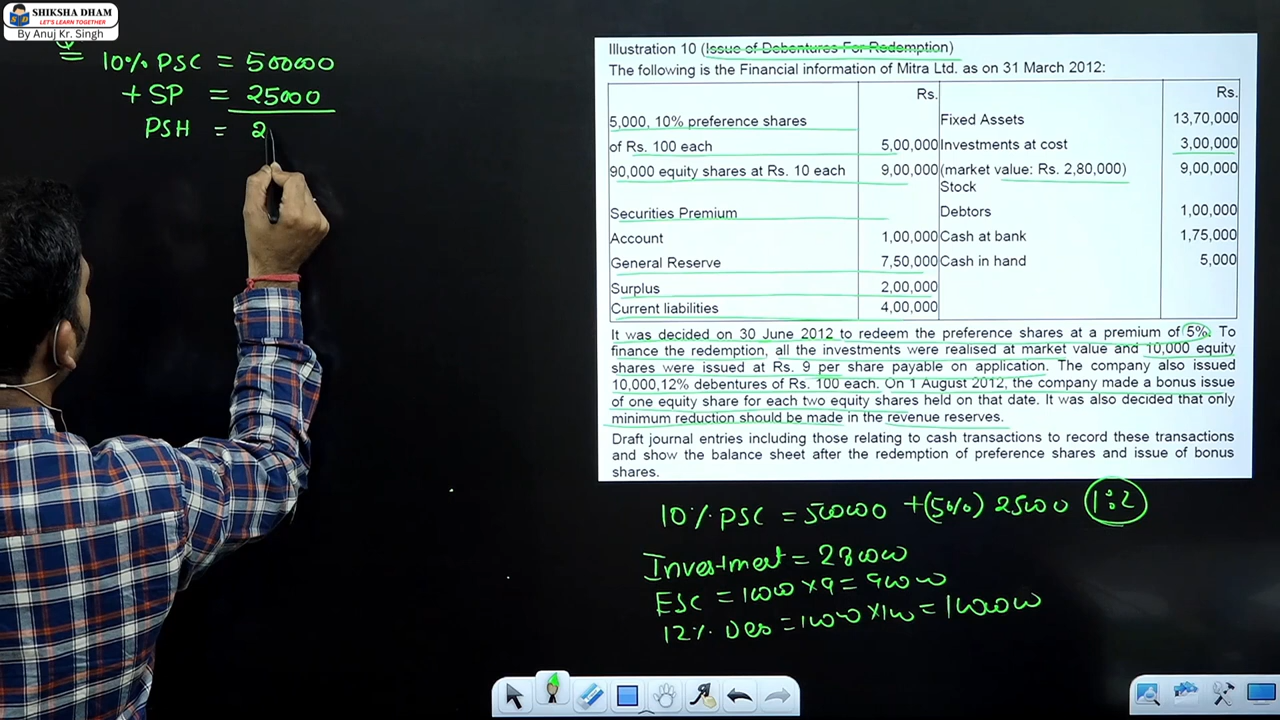 SHIKSHA DHAM
LET'S LEARN TOGETHER
By Anuj Kr. Singh
10% PSC = 500000
+ SP = 25000
PSH = 2
Illustration 10 (Issue of Debentures For Redemption)
The following is the Financial information of Mitra Ltd. as on 31 March 2012:
Rs. Rs.
5,000, 10% preference shares Fixed Assets 13,70,000
of Rs. 100 each 5,00,000 Investments at cost 3,00,000
90,000 equity shares at Rs. 10 each 9,00,000 (market value: Rs. 2,80,000) 9,00,000
Stock
Securities Premium Debtors 1,00,000
Account 1,00,000 Cash at bank 1,75,000
General Reserve 7,50,000 Cash in hand 5,000
Surplus 2,00,000
Current liabilities 4,00,000
It was decided on 30 June 2012 to redeem the preference shares at a premium of 5%. To
finance the redemption, all the investments were realised at market value and 10,000 equity
shares were issued at Rs. 9 per share payable on application. The company also issued
10,000,12% debentures of Rs. 100 each. On 1 August 2012, the company made a bonus issue
of one equity share for each two equity shares held on that date. It was also decided that only
minimum reduction should be made in the revenue reserves.
Draft journal entries including those relating to cash transactions to record these transactions
and show the balance sheet after the redemption of preference shares and issue of bonus
shares.
10% PSC = 500000 + (5%) 25000 1:2
Investment = 280000
ESC = 10000 × 9 = 90000
12% Deb = 10000 × 100 = 1000000